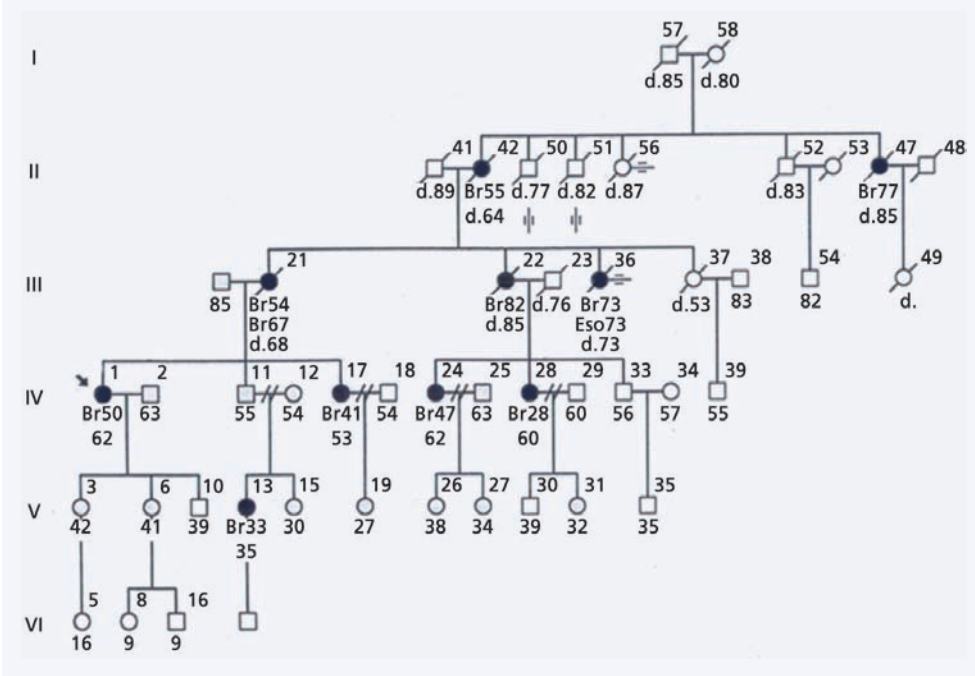 57 58
I
d.85 d.80
41 42 50 51 56 52 53 47 48
II
d.89 Br55 d.77 d.82 d.87 d.83 Br77
d.64 d.85
21 22 23 36 37 38 54 49
III
85 Br54 Br82 d.76 Br73 d.53 83 82 d.
Br67 d.85 Eso73
d.68 d.73
1 2 11 12 17 18 24 25 28 29 33 34 39
IV
Br50 63 55 54 Br41 54 Br47 63 Br28 60 56 57 55
62 53 62 60
3 6 10 13 15 19 26 27 30 31 35
V
42 41 39 Br33 30 27 38 34 39 32 35
35
5 8 16
VI
16 9 9